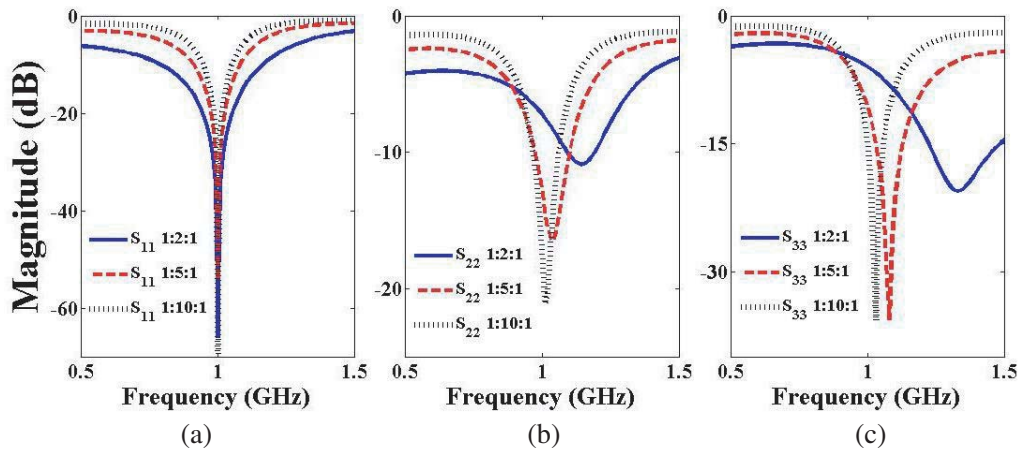 Magnitude (dB)
0
-20
-40
-60
S11 1:2:1
S11 1:5:1
S11 1:10:1
0.5 1 1.5
Frequency (GHz)
(a)
0
-10
-20
S22 1:2:1
S22 1:5:1
S22 1:10:1
0.5 1 1.5
Frequency (GHz)
(b)
0
-15
-30
S33 1:2:1
S33 1:5:1
S33 1:10:1
0.5 1 1.5
Frequency (GHz)
(c)